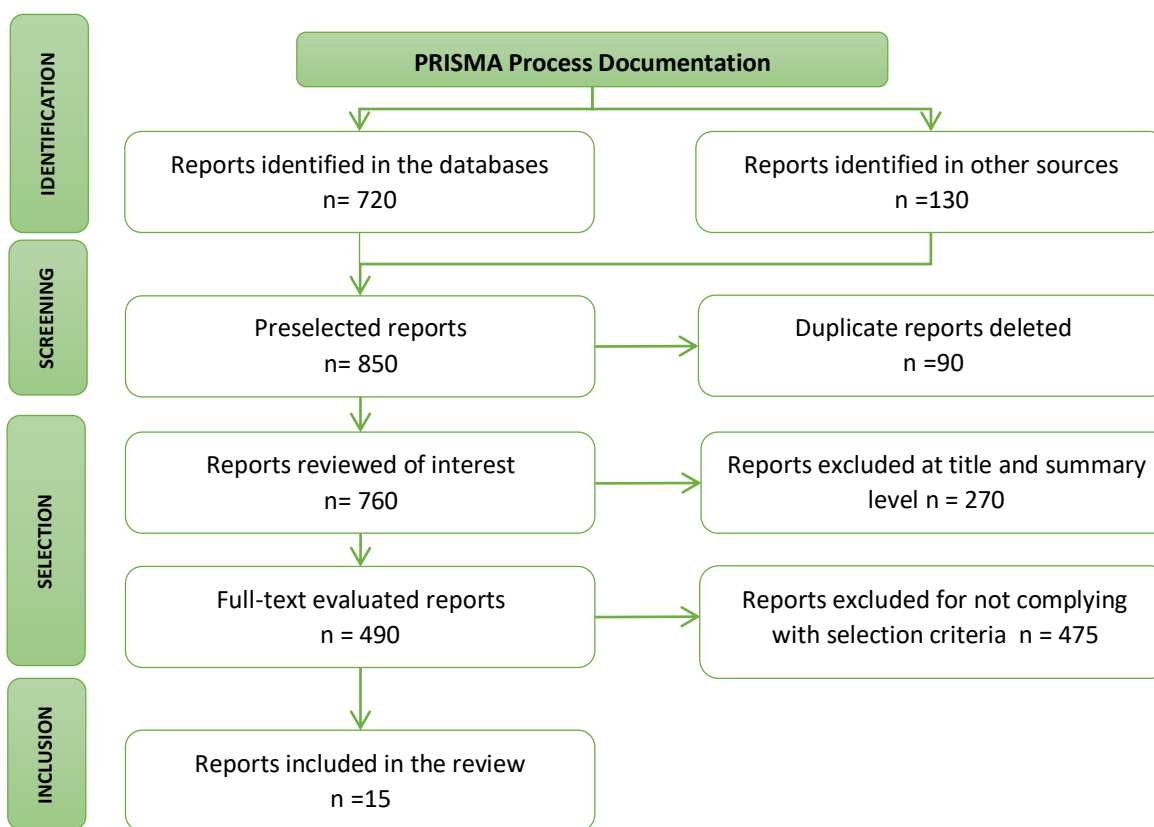 IDENTIFICATION
PRISMA Process Documentation
Reports identified in the databases
n= 720
Reports identified in other sources
n =130
SCREENING
Preselected reports
n= 850
Duplicate reports deleted
n =90
SELECTION
Reports reviewed of interest
n= 760
Reports excluded at title and summary
level n = 270
Full-text evaluated reports
n = 490
Reports excluded for not complying
with selection criteria  n = 475
INCLUSION
Reports included in the review
n =15